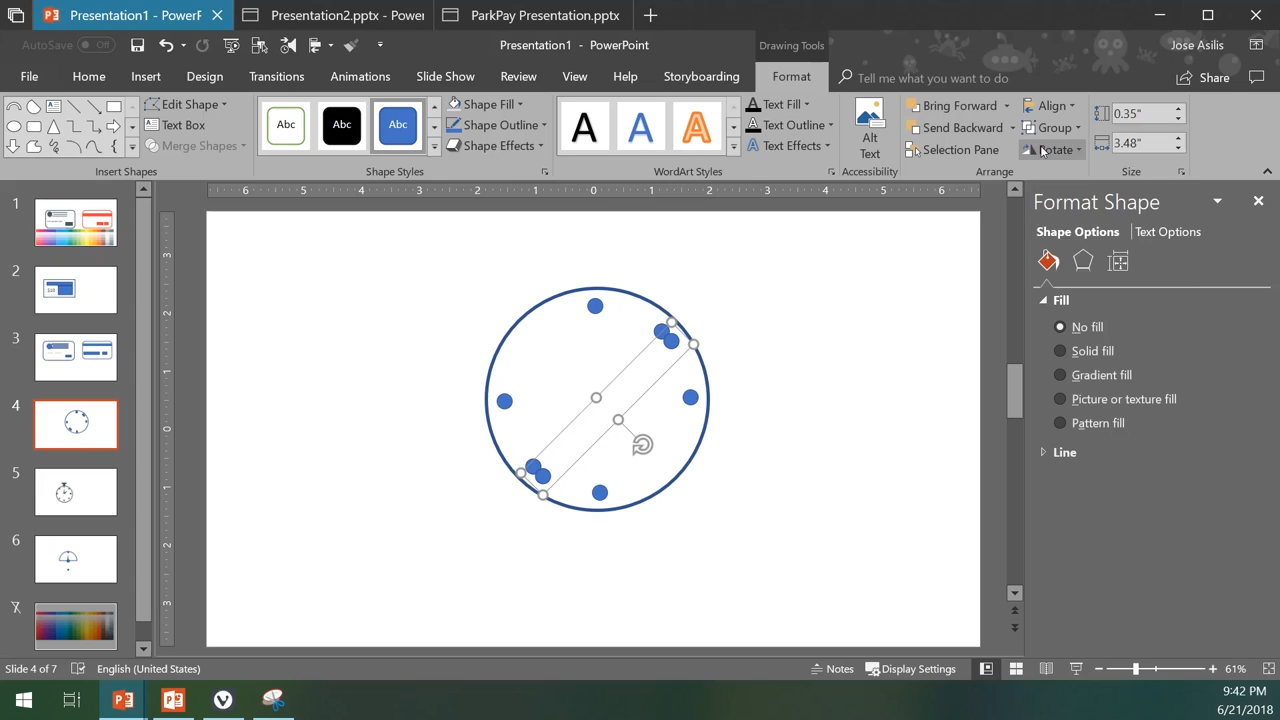 Presentation1 - PowerF
Presentation2.pptx - Power
ParkPay Presentation.pptx
AutoSave Off
Presentation1 - PowerPoint
Drawing Tools
Jose Asilis
File Home Insert Design Transitions Animations Slide Show Review View Help Storyboarding Format Tell me what you want to do Share
Edit Shape
Text Box
Merge Shapes
Insert Shapes
Abc Abc Abc
Shape Fill
Shape Outline
Shape Effects
Shape Styles
A A A
Text Fill
Text Outline
Text Effects
WordArt Styles
Alt
Text
Accessibility
Bring Forward
Send Backward
Selection Pane
Align
Group
Rotate
Arrange
0.35"
3.48"
Size
6 5 4 3 2 1 0 1 2 3 4 5 6
3 2 1 0 1 2 3
1
2
3
4
5
6
7
Format Shape
Shape Options Text Options
Fill
No fill
Solid fill
Gradient fill
Picture or texture fill
Pattern fill
Line
Slide 4 of 7 English (United States) Notes Display Settings 61%
9:42 PM
6/21/2018